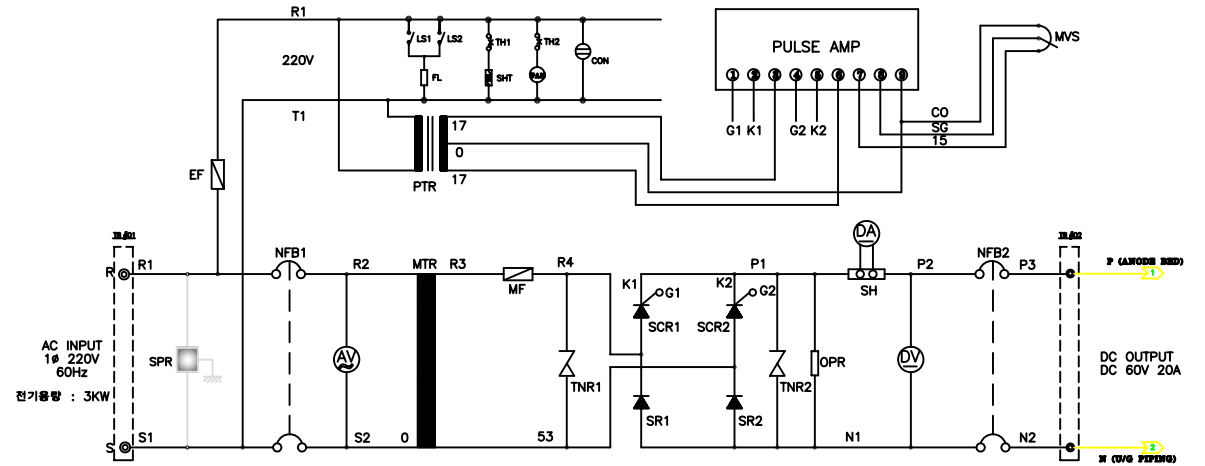 R1
220V
T1
LS1
LS2
TH1
TH2
CON
FL
SHT
FAN
PULSE AMP
1 2 3 4 5 6 7 8 9
G1 K1
G2 K2
MVS
CO
SG
15
17
0
17
PTR
EF
R1
NFB1
R2
MTR
R3
MF
R4
K1
G1
K2
G2
P1
DA
SH
P2
NFB2
P3
P (ANODE BED)
1
R
SCR1
SCR2
AC INPUT
1ø 220V
60Hz
전기용량 : 3KW
SPR
AV
TNR1
TNR2
OPR
DV
DC OUTPUT
DC 60V 20A
SR1
SR2
S
S1
S2
0
53
N1
N2
2
N (U/G PIPING)